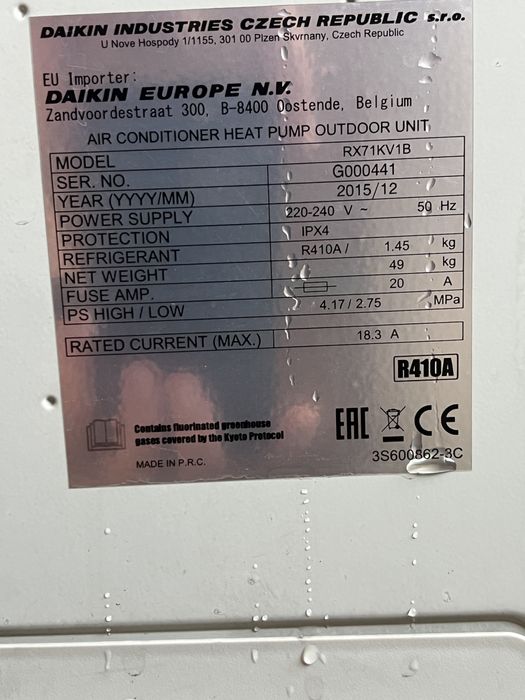 DAIKIN INDUSTRIES CZECH REPUBLIC s.r.o.
U Nove Hospody 1/1155, 301 00 Plzen Skvrnany, Czech Republic
EU Importer:
DAIKIN EUROPE N.V.
Zandvoordestraat 300, B-8400 Oostende, Belgium
AIR CONDITIONER HEAT PUMP OUTDOOR UNIT
MODEL RX71KV1B
SER. NO. G000441
YEAR (YYYY/MM) 2015/12
POWER SUPPLY 220-240 V ~ 50 Hz
PROTECTION IPX4
REFRIGERANT R410A / 1.45 kg
NET WEIGHT 49 kg
FUSE AMP. 20 A
PS HIGH / LOW 4.17 / 2.75 MPa
RATED CURRENT (MAX.) 18.3 A
R410A
Contains fluorinated greenhouse
gases covered by the Kyoto Protocol
EAC CE
MADE IN P.R.C.
3S600862-3C